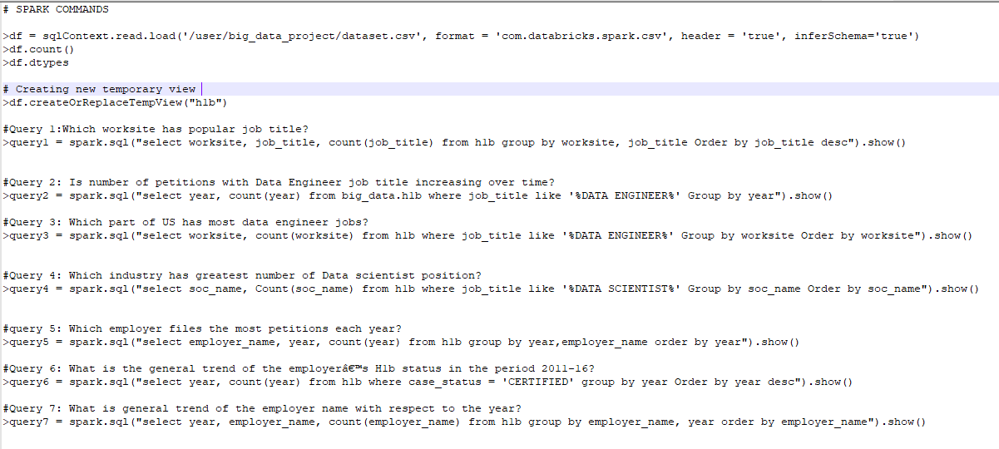 # SPARK COMMANDS
>df = sqlContext.read.load('/user/big_data_project/dataset.csv', format = 'com.databricks.spark.csv', header = 'true', inferSchema='true')
>df.count()
>df.dtypes
# Creating new temporary view
>df.createOrReplaceTempView("h1b")
#Query 1:Which worksite has popular job title?
>query1 = spark.sql("select worksite, job_title, count(job_title) from h1b group by worksite, job_title Order by job_title desc").show()
#Query 2: Is number of petitions with Data Engineer job title increasing over time?
>query2 = spark.sql("select year, count(year) from big_data.h1b where job_title like '%DATA ENGINEER%' Group by year").show()
#Query 3: Which part of US has most data engineer jobs?
>query3 = spark.sql("select worksite, count(worksite) from h1b where job_title like '%DATA ENGINEER%' Group by worksite Order by worksite").show()
#Query 4: Which industry has greatest number of Data scientist position?
>query4 = spark.sql("select soc_name, Count(soc_name) from h1b where job_title like '%DATA SCIENTIST%' Group by soc_name Order by soc_name").show()
#query 5: Which employer files the most petitions each year?
>query5 = spark.sql("select employer_name, year, count(year) from h1b group by year,employer_name order by year").show()
#Query 6: What is the general trend of the employerâ€™s H1b status in the period 2011-16?
>query6 = spark.sql("select year, count(year) from h1b where case_status = 'CERTIFIED' group by year Order by year desc").show()
#Query 7: What is general trend of the employer name with respect to the year?
>query7 = spark.sql("select year, employer_name, count(employer_name) from h1b group by employer_name, year order by employer_name").show()